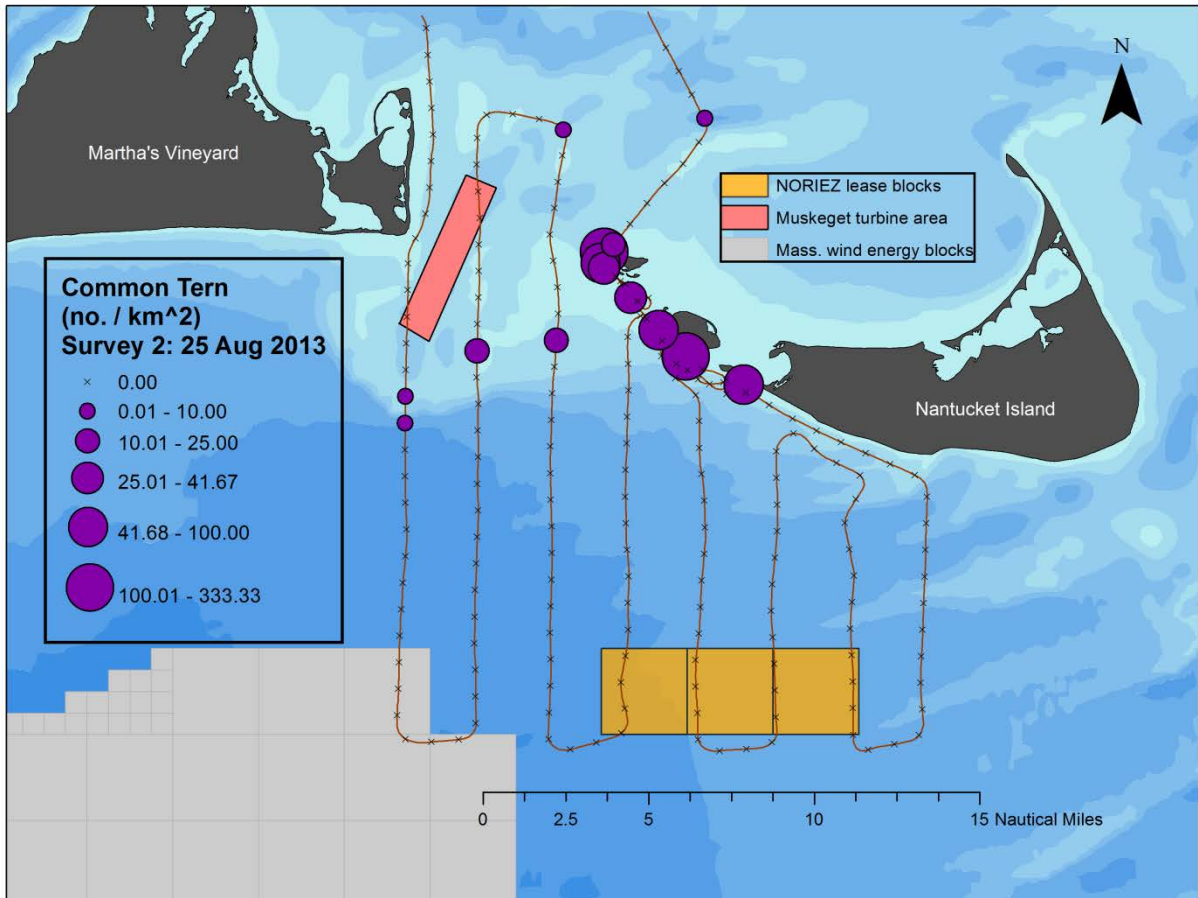 N
Martha's Vineyard
NORIEZ lease blocks
Muskeget turbine area
Mass. wind energy blocks
Common Tern
(no. / km^2)
Survey 2: 25 Aug 2013
0.00
0.01 - 10.00
10.01 - 25.00
25.01 - 41.67
41.68 - 100.00
100.01 - 333.33
Nantucket Island
0 2.5 5 10 15 Nautical Miles